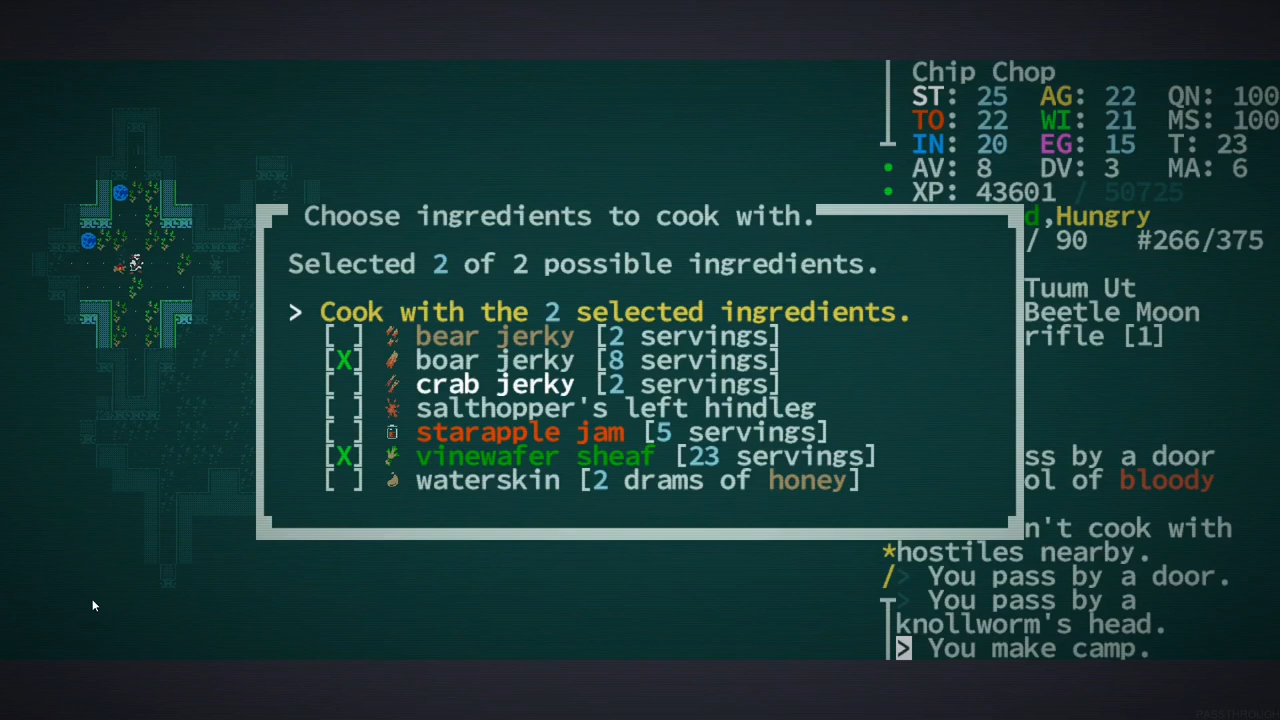 Chip Chop
ST: 25 AG: 22 QN: 100
TO: 22 WI: 21 MS: 100
IN: 20 EG: 15 T: 23
AV: 8 DV: 3 MA: 6
XP: 43601 / 50725
d,Hungry
/ 90 #266/375
Tuum Ut
Beetle Moon
rifle [1]
Choose ingredients to cook with.
Selected 2 of 2 possible ingredients.
> Cook with the 2 selected ingredients.
[ ] bear jerky [2 servings]
[X] boar jerky [8 servings]
[ ] crab jerky [2 servings]
[ ] salthopper's left hindleg
[ ] starapple jam [5 servings]
[X] vinewafer sheaf [23 servings]
[ ] waterskin [2 drams of honey]
ss by a door
ol of bloody
n't cook with
*hostiles nearby.
/> You pass by a door.
> You pass by a
knollworm's head.
> You make camp.